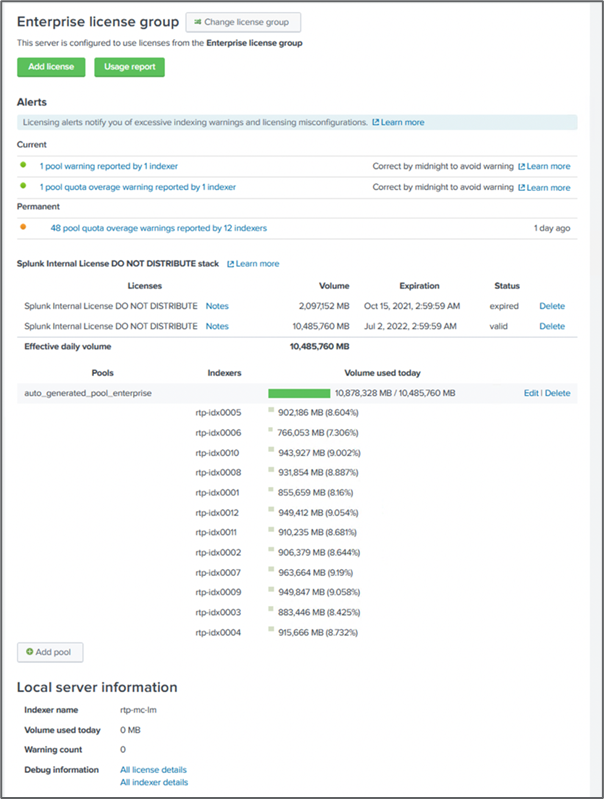 Enterprise license group Change license group
This server is configured to use licenses from the Enterprise license group
Add license Usage report
Alerts
Licensing alerts notify you of excessive indexing warnings and licensing misconfigurations. Learn more
Current
1 pool warning reported by 1 indexer Correct by midnight to avoid warning Learn more
1 pool quota overage warning reported by 1 indexer Correct by midnight to avoid warning Learn more
Permanent
48 pool quota overage warnings reported by 12 indexers 1 day ago
Splunk Internal License DO NOT DISTRIBUTE stack Learn more
Licenses Volume Expiration Status
Splunk Internal License DO NOT DISTRIBUTE Notes 2,097,152 MB Oct 15, 2021, 2:59:59 AM expired Delete
Splunk Internal License DO NOT DISTRIBUTE Notes 10,485,760 MB Jul 2, 2022, 2:59:59 AM valid Delete
Effective daily volume 10,485,760 MB
Pools Indexers Volume used today
auto_generated_pool_enterprise 10,878,328 MB / 10,485,760 MB Edit | Delete
rtp-idx0005 902,186 MB (8.604%)
rtp-idx0006 766,053 MB (7.306%)
rtp-idx0010 943,927 MB (9.002%)
rtp-idx0008 931,854 MB (8.887%)
rtp-idx0001 855,659 MB (8.16%)
rtp-idx0012 949,412 MB (9.054%)
rtp-idx0011 910,235 MB (8.681%)
rtp-idx0002 906,379 MB (8.644%)
rtp-idx0007 963,664 MB (9.19%)
rtp-idx0009 949,847 MB (9.058%)
rtp-idx0003 883,446 MB (8.425%)
rtp-idx0004 915,666 MB (8.732%)
Add pool
Local server information
Indexer name rtp-mc-lm
Volume used today 0 MB
Warning count 0
Debug information All license details
All indexer details